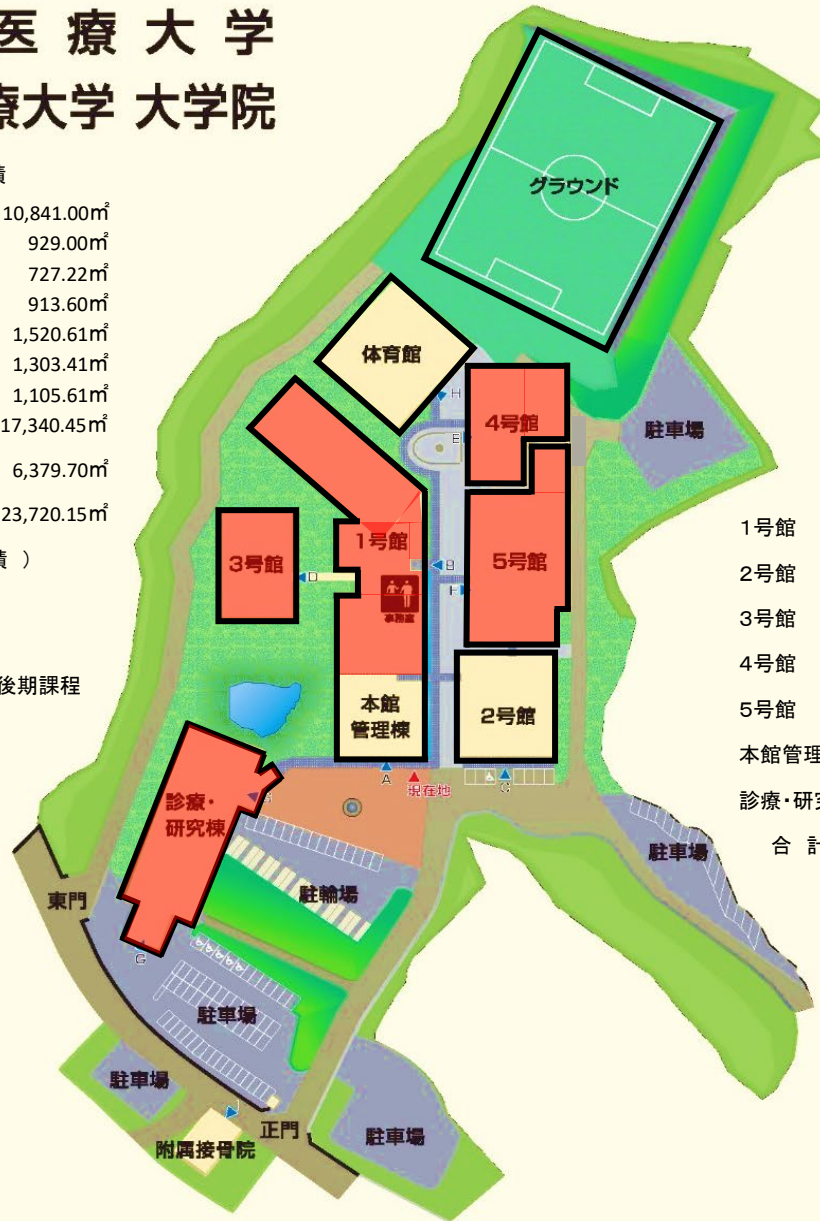 医療大学
療大学 大学院
積
10,841.00㎡
929.00㎡
727.22㎡
913.60㎡
1,520.61㎡
1,303.41㎡
1,105.61㎡
17,340.45㎡
6,379.70㎡
23,720.15㎡
積 ）
後期課程
グラウンド
体育館
H
4号館
E
駐車場
1号館
B
事務室
3号館
D
5号館
F
本館
管理棟
2号館
A
現在地
C
診療・
研究棟
駐輪場
東門
G
駐車場
駐車場
駐車場
附属接骨院
正門
駐車場
1号館
2号館
3号館
4号館
5号館
本館管理
診療・研究
合 計